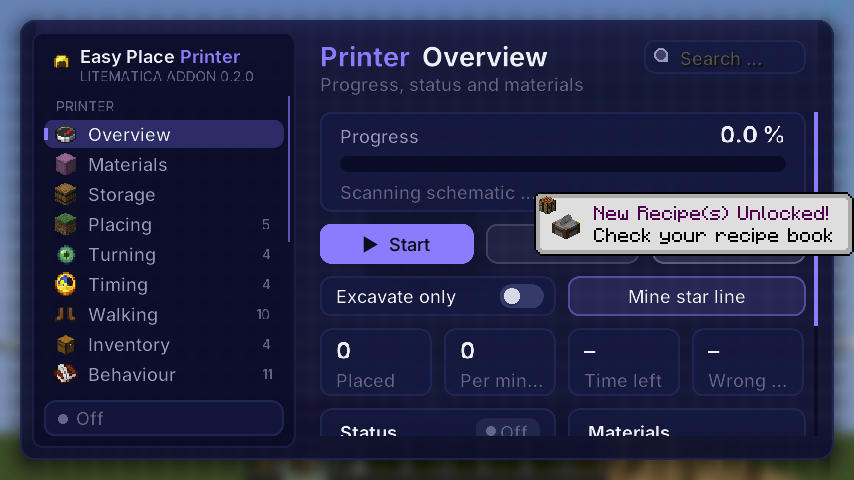 Easy Place Printer
LITEMATICA ADDON 0.2.0
PRINTER
Overview
Materials
Storage
Placing 5
Turning 4
Timing 4
Walking 10
Inventory 4
Behaviour 11
Off
Printer Overview
Progress, status and materials
Search ...
Progress 0.0 %
Scanning schematic ...
New Recipe(s) Unlocked!
Check your recipe book
Start
Excavate only
Mine star line
0
Placed
0
Per min...
–
Time left
–
Wrong ...
Status Off
Materials